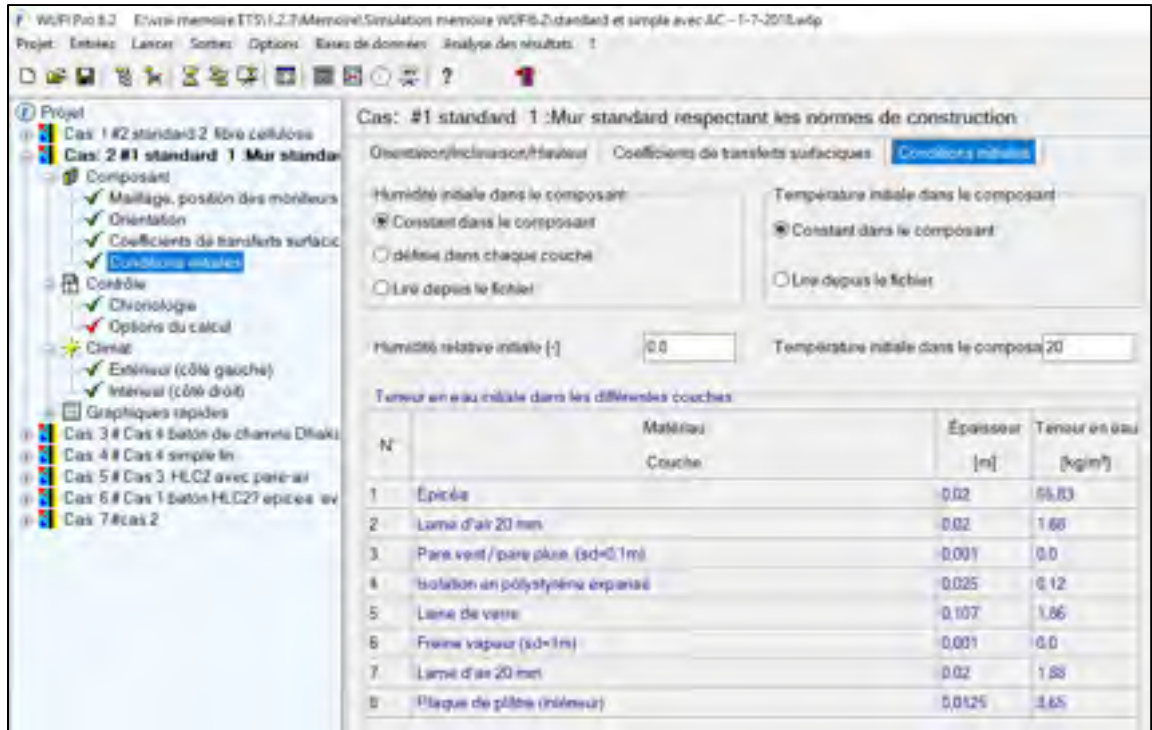 WUFI Pro 6.2 E:\vrai memoire ETS\1.2.3\Memoire\Simulation memoire WUFI6.2\standard et simple avec AC - 1-7-2018.w6p
Projet Entrées Lancer Sorties Options Bases de données Analyse des résultats ?
Projet
Cas: 1 #2 standard 2 fibre cellulose
Cas: 2 #1 standard 1 :Mur standa
Composant
Maillage, position des moniteurs
Orientation
Coefficients de transferts surfacic
Conditions initiales
Contrôle
Chronologie
Options du calcul
Climat
Extérieur (côté gauche)
Intérieur (côté droit)
Graphiques rapides
Cas: 3 # Cas 4 béton de chanvre
Cas: 4 # Cas 4 simple lin
Cas: 5 # Cas 3 HLC2 avec pare-air
Cas: 6 # Cas 1 béton HLC2? epicea
Cas: 7 #cas 2
Cas: #1 standard 1 :Mur standard respectant les normes de construction
Orientation/Inclinaison/Hauteur Coefficients de transferts surfaciques Conditions initiales
Humidité initiale dans le composant
Constant dans le composant
définie dans chaque couche
Lire depuis le fichier
Température initiale dans le composant
Constant dans le composant
Lire depuis le fichier
Humidité relative initiale [-] 0.8
Température initiale dans le composa 20
Teneur en eau initiale dans les différentes couches
N° Matériau Épaisseur Teneur en eau
Couche [m] [kg/m³]
1 Épicéa 0.02
2 Lame d'air 20 mm 0.02 1.88
3 Pare vent / pare pluie (sd=0.1m) 0.001 0.0
4 Isolation en polystyrène expansé 0.025 0.12
5 Laine de verre 0.107 1.86
6 Freine vapeur (sd=1m) 0.001 0.0
7 Lame d'air 20 mm 0.02 1.88
8 Plaque de plâtre (intérieur) 0.0125